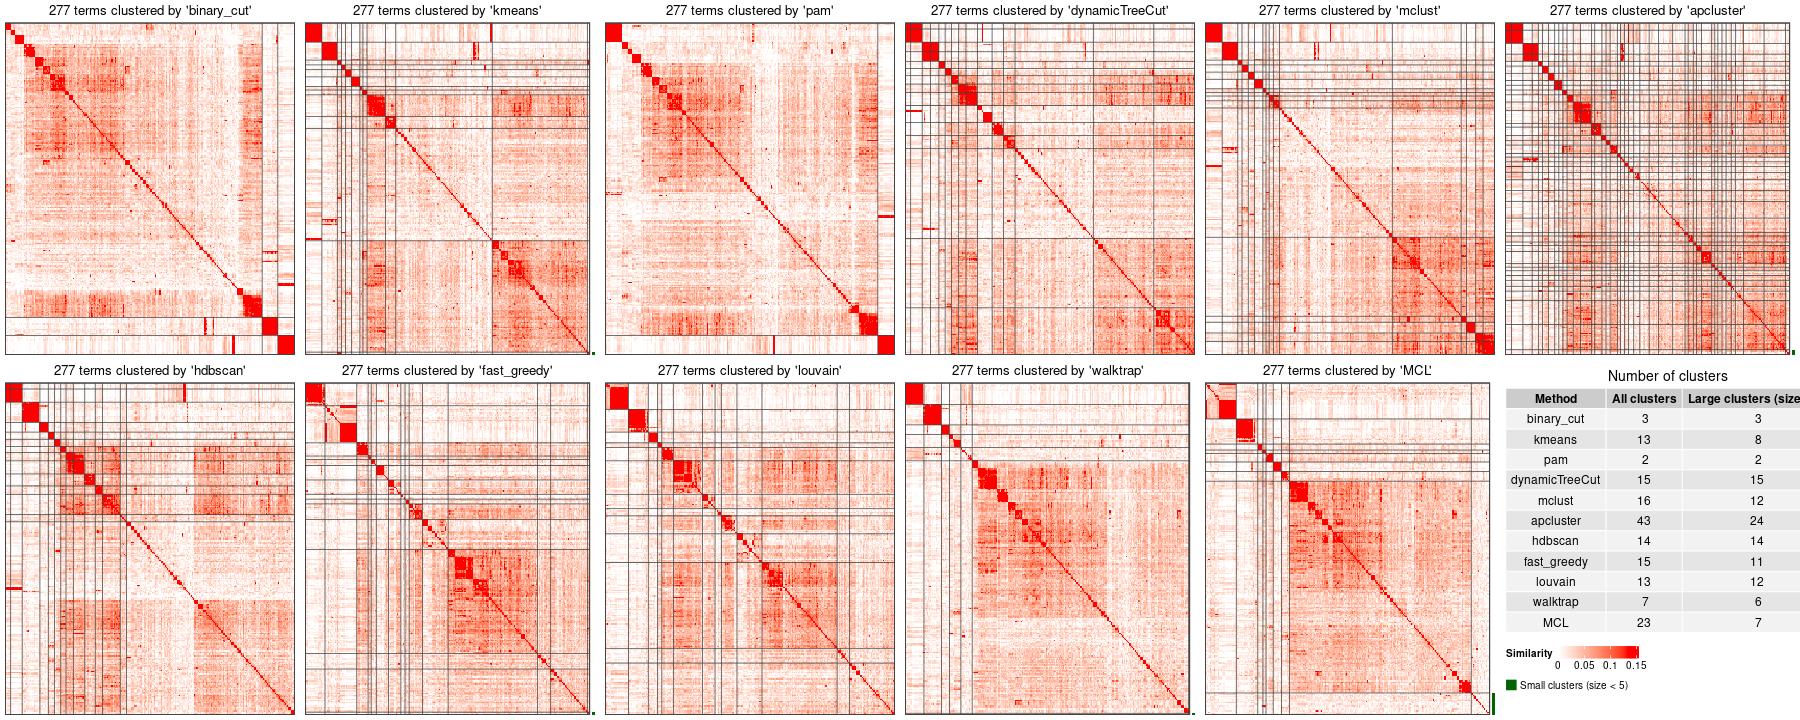 277 terms clustered by 'binary_cut'
277 terms clustered by 'kmeans'
277 terms clustered by 'pam'
277 terms clustered by 'dynamicTreeCut'
277 terms clustered by 'mclust'
277 terms clustered by 'apcluster'
277 terms clustered by 'hdbscan'
277 terms clustered by 'fast_greedy'
277 terms clustered by 'louvain'
277 terms clustered by 'walktrap'
277 terms clustered by 'MCL'
Number of clusters
Method All clusters Large clusters (size
binary_cut 3 3
kmeans 13 8
pam 2 2
dynamicTreeCut 15 15
mclust 16 12
apcluster 43 24
hdbscan 14 14
fast_greedy 15 11
louvain 13 12
walktrap 7 6
MCL 23 7
Similarity
0 0.05 0.1 0.15
Small clusters (size < 5)